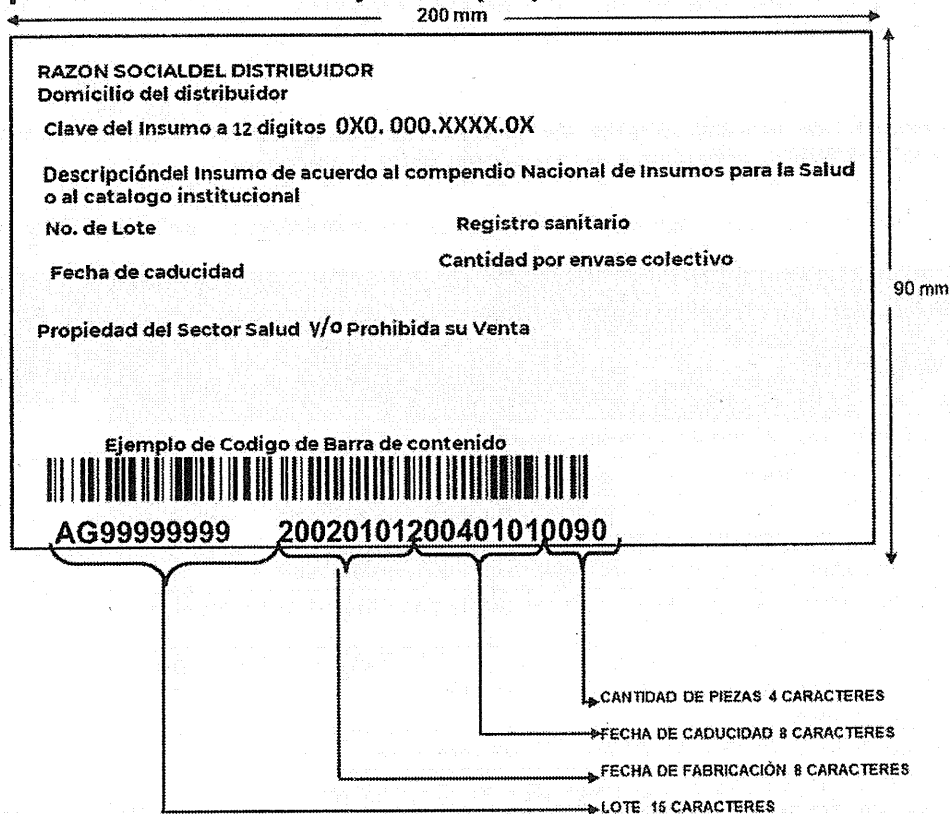 200 mm
RAZON SOCIALDEL DISTRIBUIDOR
Domicilio del distribuidor
Clave del Insumo a 12 digitos 0X0. 000.XXXX.0X
Descripcióndel Insumo de acuerdo al compendio Nacional de Insumos para la Salud
o al catalogo institucional
No. de Lote Registro sanitario
Fecha de caducidad Cantidad por envase colectivo
90 mm
Propiedad del Sector Salud y/o Prohibida su Venta
Ejemplo de Codigo de Barra de contenido
AG99999999 20020101200401010090
CANTIDAD DE PIEZAS 4 CARACTERES
FECHA DE CADUCIDAD 8 CARACTERES
FECHA DE FABRICACIÓN 8 CARACTERES
LOTE 15 CARACTERES